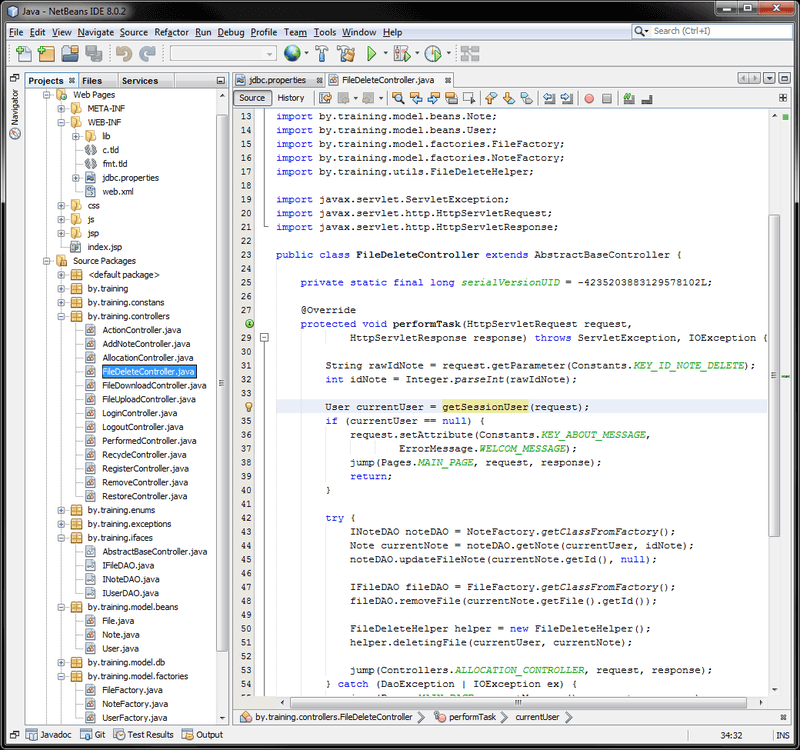 Java - NetBeans IDE 8.0.2
File Edit View Navigate Source Refactor Run Debug Profile Team Tools Window Help
Search (Ctrl+I)
Projects Files Services
Navigator
Web Pages
META-INF
WEB-INF
lib
c.tld
fmt.tld
jdbc.properties
web.xml
css
js
jsp
index.jsp
Source Packages
<default package>
by.training
by.training.constans
by.training.controllers
ActionController.java
AddNoteController.java
AllocationController.java
FileDeleteController.java
FileDownloadController.java
FileUploadController.java
LoginController.java
LogoutController.java
PerformedController.java
RecycleController.java
RegisterController.java
RemoveController.java
RestoreController.java
by.training.enums
by.training.exceptions
by.training.ifaces
AbstractBaseController.java
IFileDAO.java
INoteDAO.java
IUserDAO.java
by.training.model.beans
File.java
Note.java
User.java
by.training.model.db
by.training.model.factories
FileFactory.java
NoteFactory.java
UserFactory.java
jdbc.properties FileDeleteController.java
Source History
13 import by.training.model.beans.Note;
14 import by.training.model.beans.User;
15 import by.training.model.factories.FileFactory;
16 import by.training.model.factories.NoteFactory;
17 import by.training.utils.FileDeleteHelper;
18
19 import javax.servlet.ServletException;
20 import javax.servlet.http.HttpServletRequest;
21 import javax.servlet.http.HttpServletResponse;
22
23 public class FileDeleteController extends AbstractBaseController {
24
25 private static final long serialVersionUID = -4235203883129578102L;
26
27 @Override
protected void performTask(HttpServletRequest request,
29 HttpServletResponse response) throws ServletException, IOException {
30
31 String rawIdNote = request.getParameter(Constants.KEY_ID_NOTE_DELETE);
32 int idNote = Integer.parseInt(rawIdNote);
33
User currentUser = getSessionUser(request);
35 if (currentUser == null) {
36 request.setAttribute(Constants.KEY_ABOUT_MESSAGE,
37 ErrorMessage.WELCOM_MESSAGE);
38 jump(Pages.MAIN_PAGE, request, response);
39 return;
40 }
41
42 try {
43 INoteDAO noteDAO = NoteFactory.getClassFromFactory();
44 Note currentNote = noteDAO.getNote(currentUser, idNote);
45 noteDAO.updateFileNote(currentNote.getId(), null);
46
47 IFileDAO fileDAO = FileFactory.getClassFromFactory();
48 fileDAO.removeFile(currentNote.getFile().getId());
49
50 FileDeleteHelper helper = new FileDeleteHelper();
51 helper.deletingFile(currentUser, currentNote);
52
53 jump(Controllers.ALLOCATION_CONTROLLER, request, response);
54 } catch (DaoException | IOException ex) {
by.training.controllers.FileDeleteController performTask currentUser
Javadoc Git Test Results Output
34:32 INS